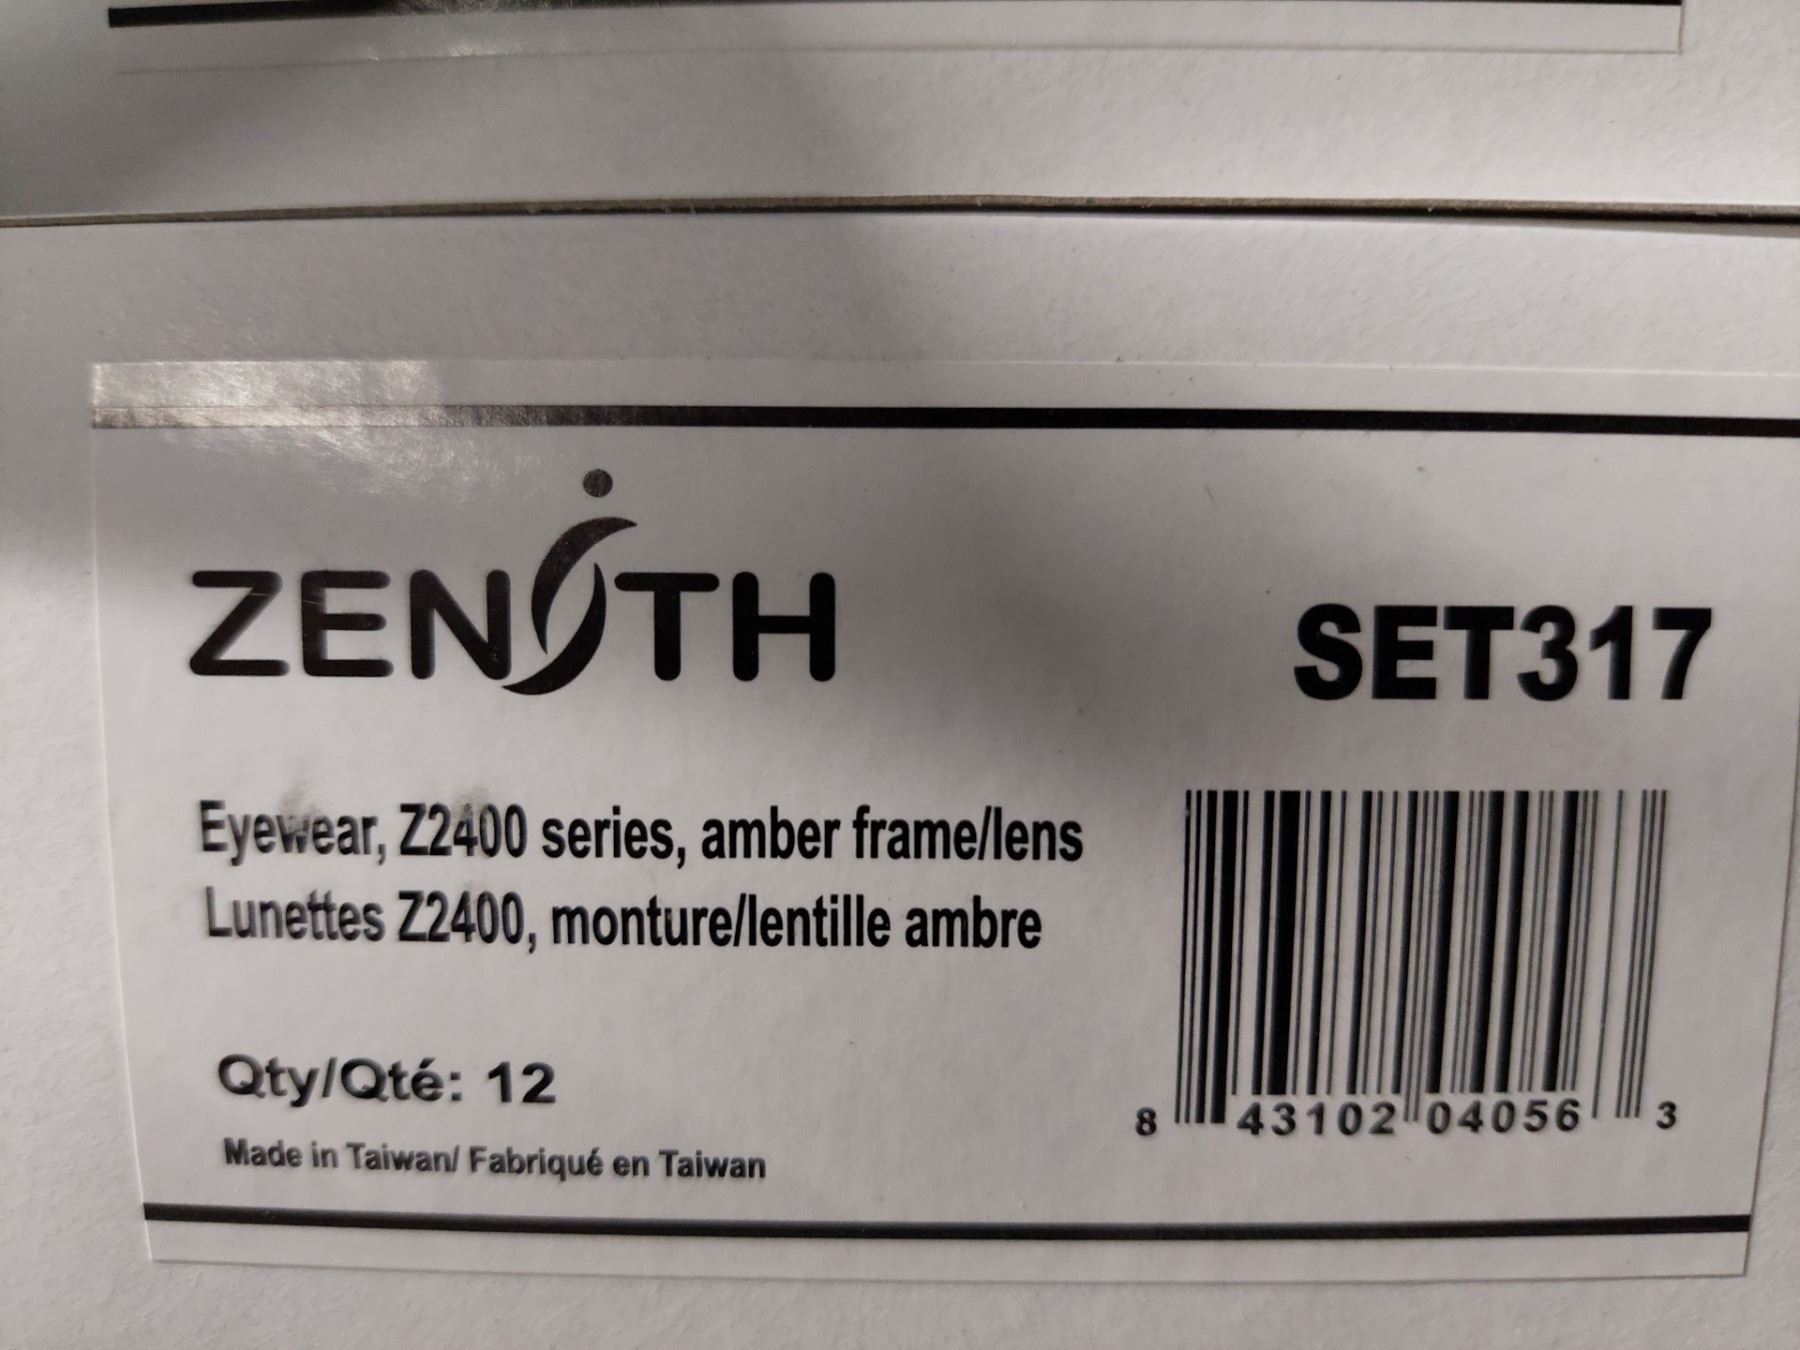 ZENITH
SET317
Eyewear, Z2400 series, amber frame/lens
Lunettes Z2400, monture/lentille ambre
Qty/Qté: 12
Made in Taiwan/ Fabriqué en Taiwan
8 43102 04056 3